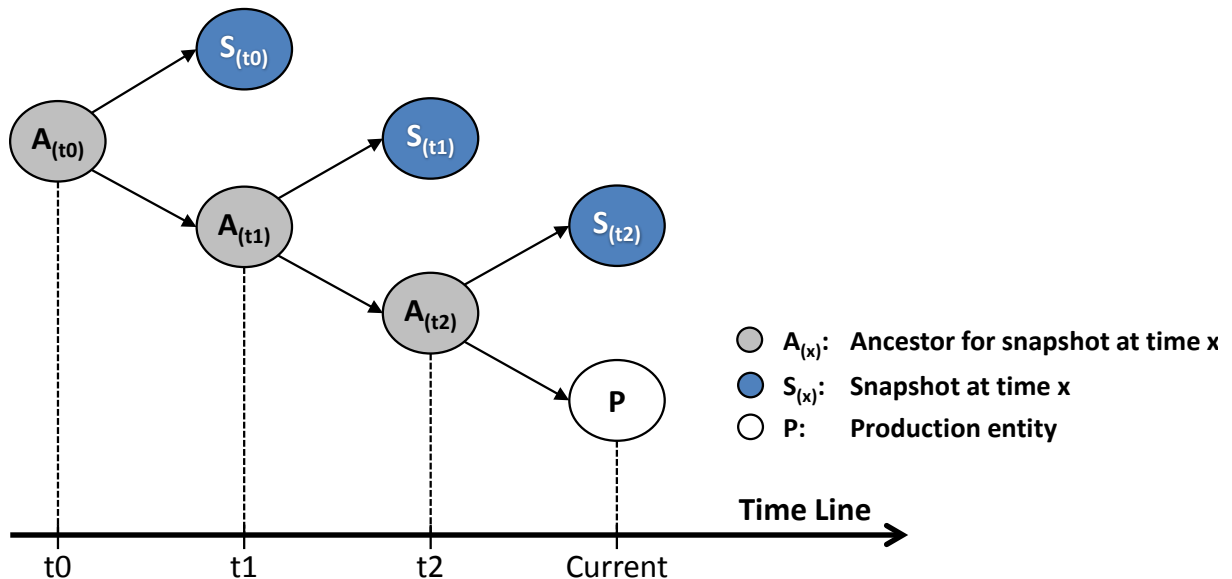 S(t0)
A(t0)
S(t1)
A(t1)
S(t2)
A(t2)
P
A(x): Ancestor for snapshot at time x
S(x): Snapshot at time x
P: Production entity
Time Line
t0 t1 t2 Current